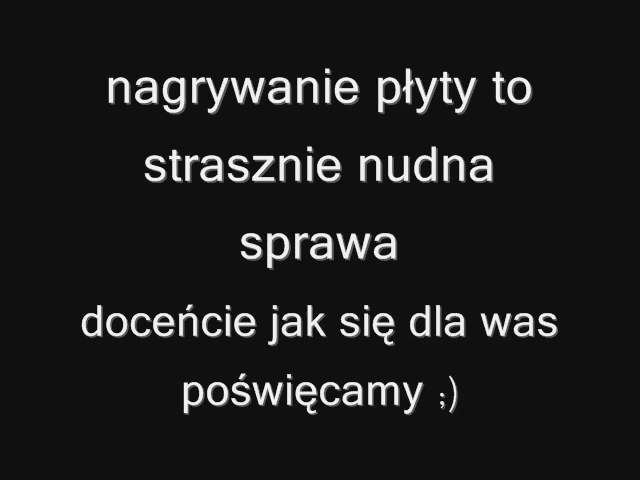 nagrywanie płyty to
strasznie nudna
sprawa
doceńcie jak się dla was
poświęcamy ;)